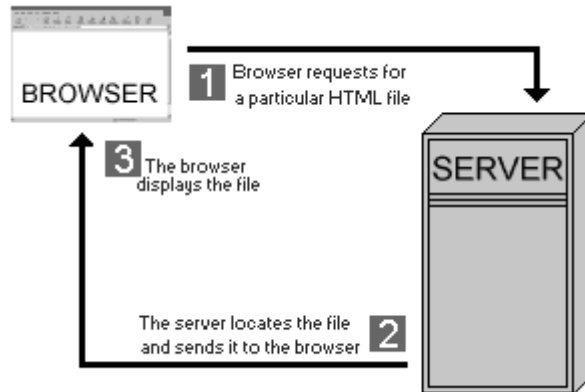 BROWSER
1 Browser requests for
a particular HTML file
SERVER
3 The browser
displays the file
The server locates the file
and sends it to the browser 2